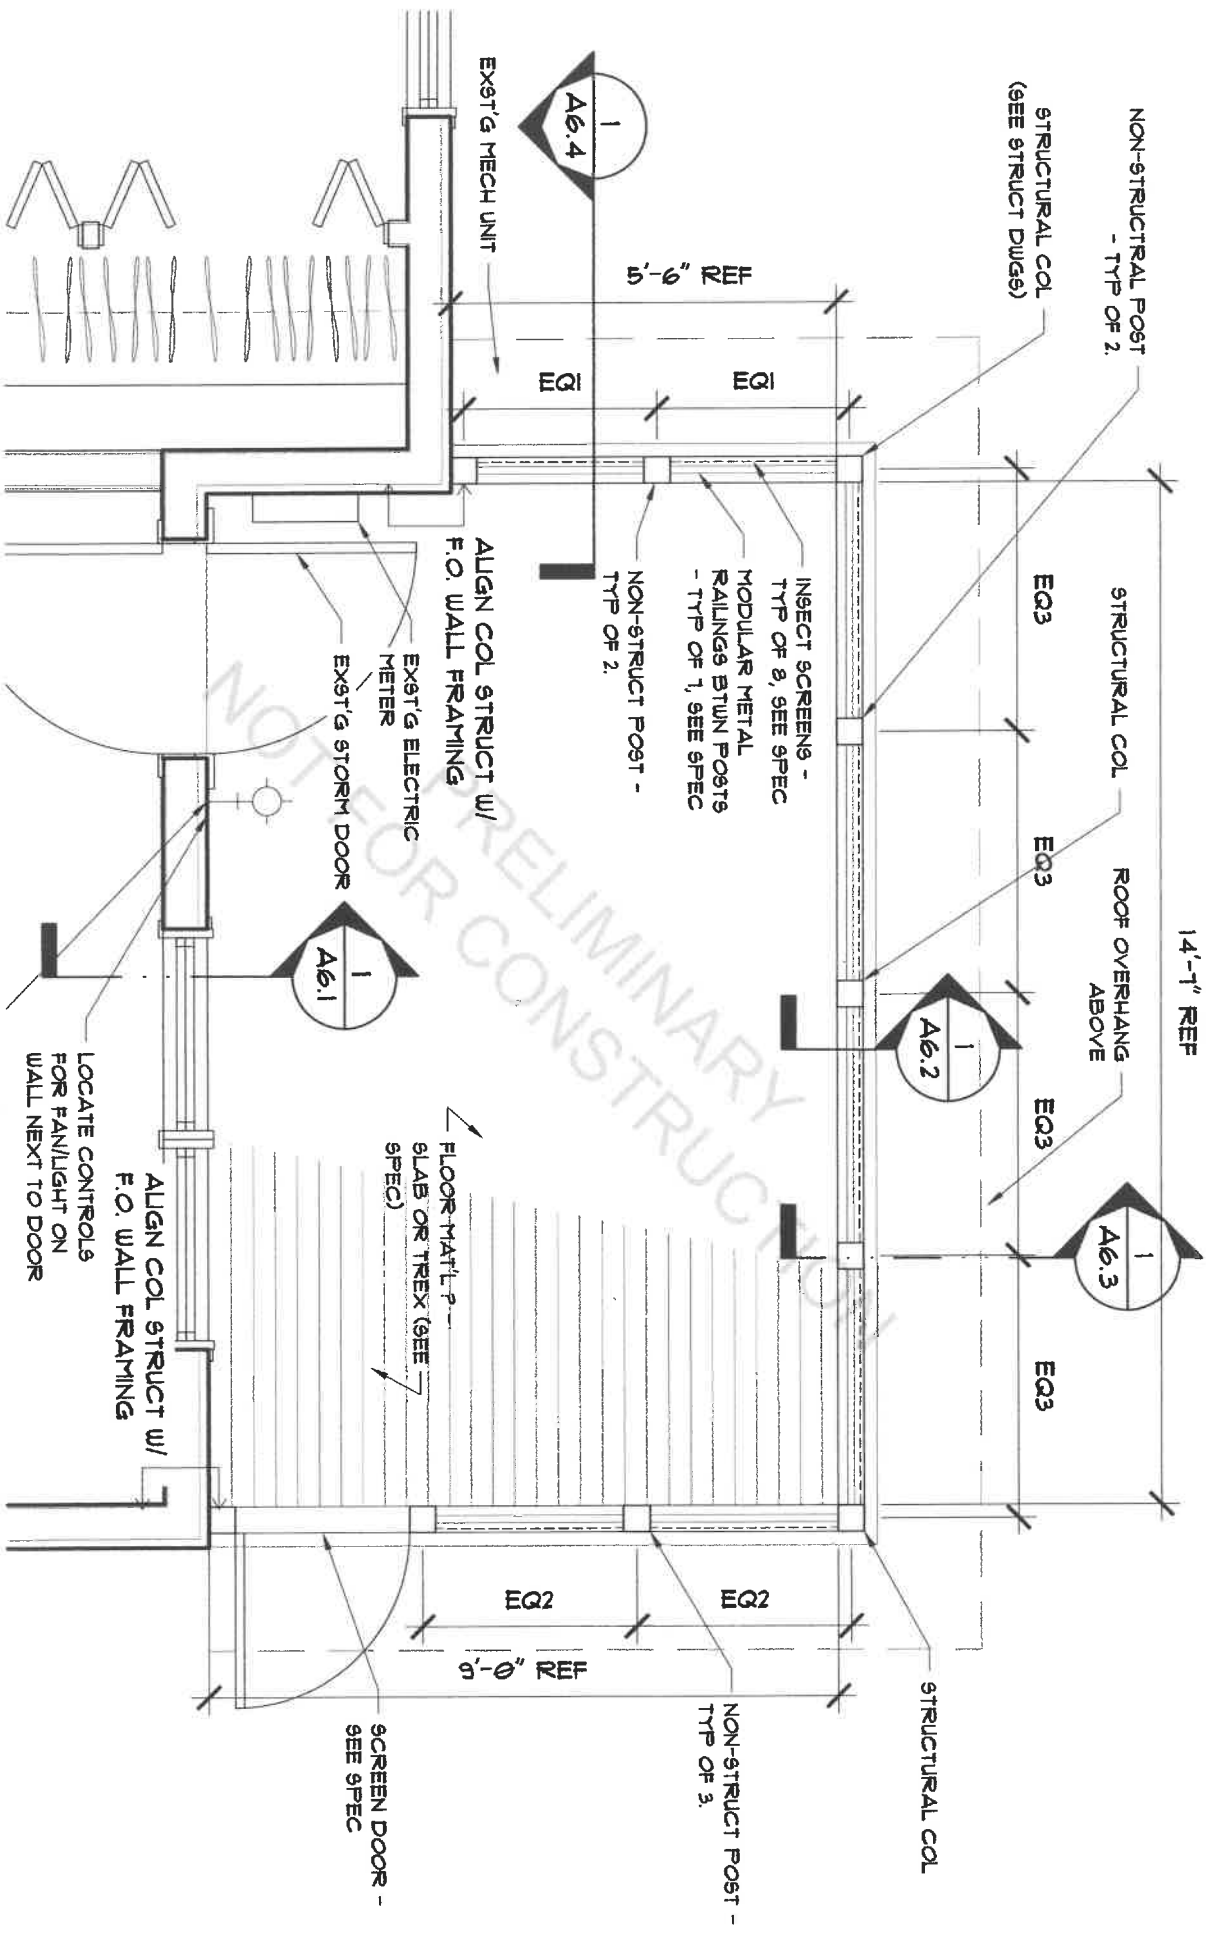 14'-7" REF
NON-STRUCTRAL POST
- TYP OF 2.
STRUCTURAL COL
(SEE STRUCT DWGS)
STRUCTURAL COL
ROOF OVERHANG
ABOVE
EQ3
EQ3
EQ3
EQ3
1
A6.3
1
A6.2
STRUCTURAL COL
5'-6" REF
EQ1
EQ1
INSECT SCREENS -
TYP OF 8, SEE SPEC
MODULAR METAL
RAILINGS BTWN POSTS
- TYP OF 7, SEE SPEC
NON-STRUCT POST -
TYP OF 2.
EQ2
EQ2
9'-0" REF
NON-STRUCT POST -
TYP OF 3.
1
A6.4
EXST'G MECH UNIT
ALIGN COL STRUCT W/
F.O. WALL FRAMING
EXST'G ELECTRIC
METER
EXST'G STORM DOOR
FLOOR MAT'L ? -
SLAB OR TREX (SEE
SPEC)
SCREEN DOOR -
SEE SPEC
1
A6.1
ALIGN COL STRUCT W/
F.O. WALL FRAMING
LOCATE CONTROLS
FOR FAN/LIGHT ON
WALL NEXT TO DOOR
PRELIMINARY
NOT FOR CONSTRUCTION